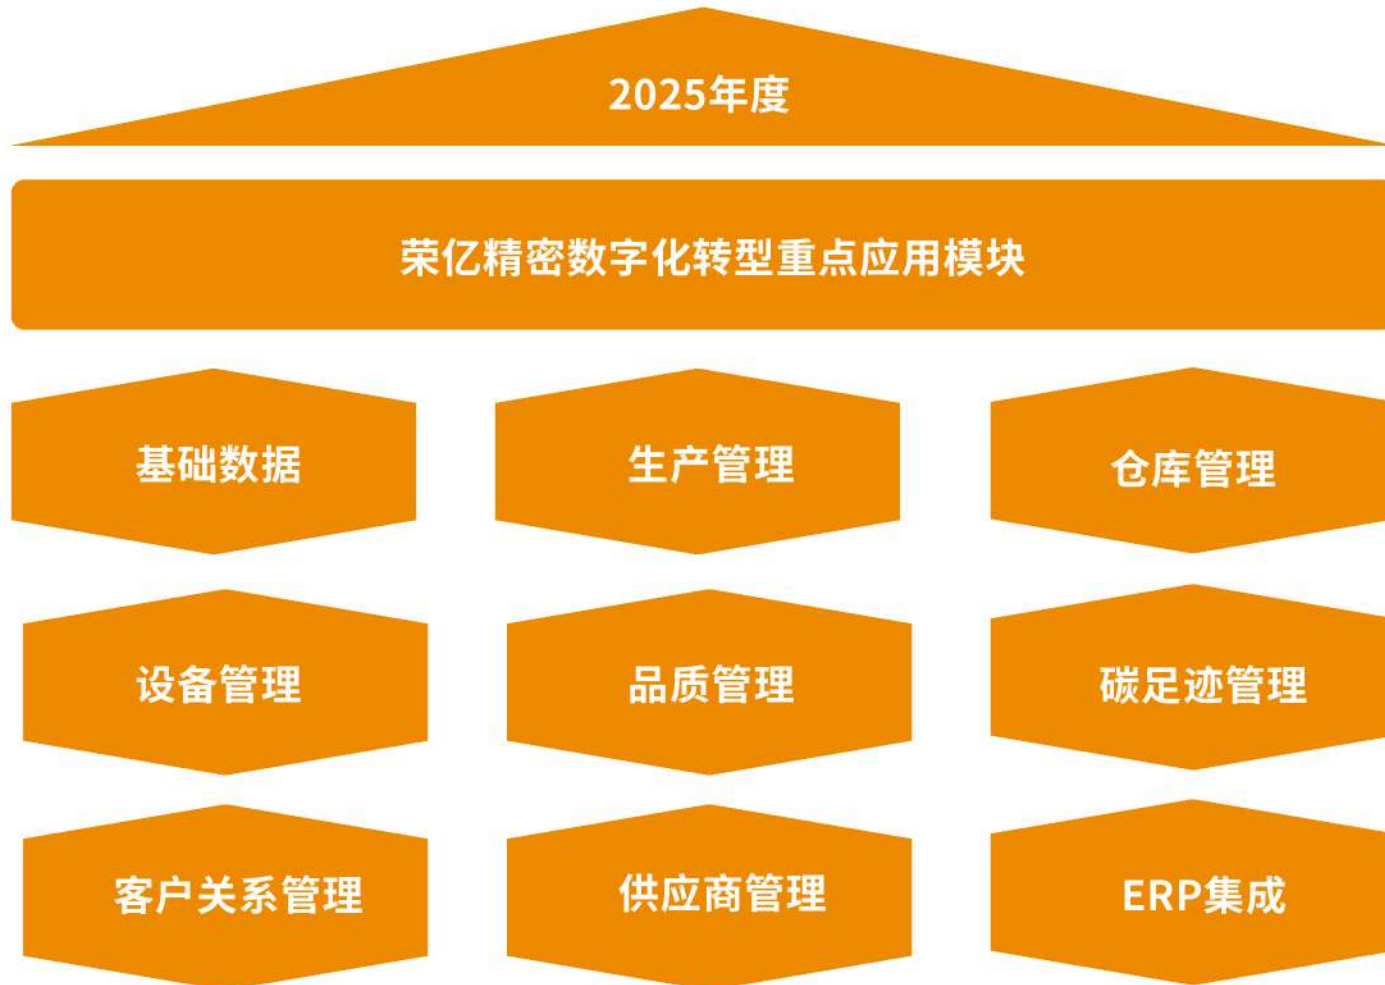 2025年度
荣亿精密数字化转型重点应用模块
基础数据
生产管理
仓库管理
设备管理
品质管理
碳足迹管理
客户关系管理
供应商管理
ERP集成